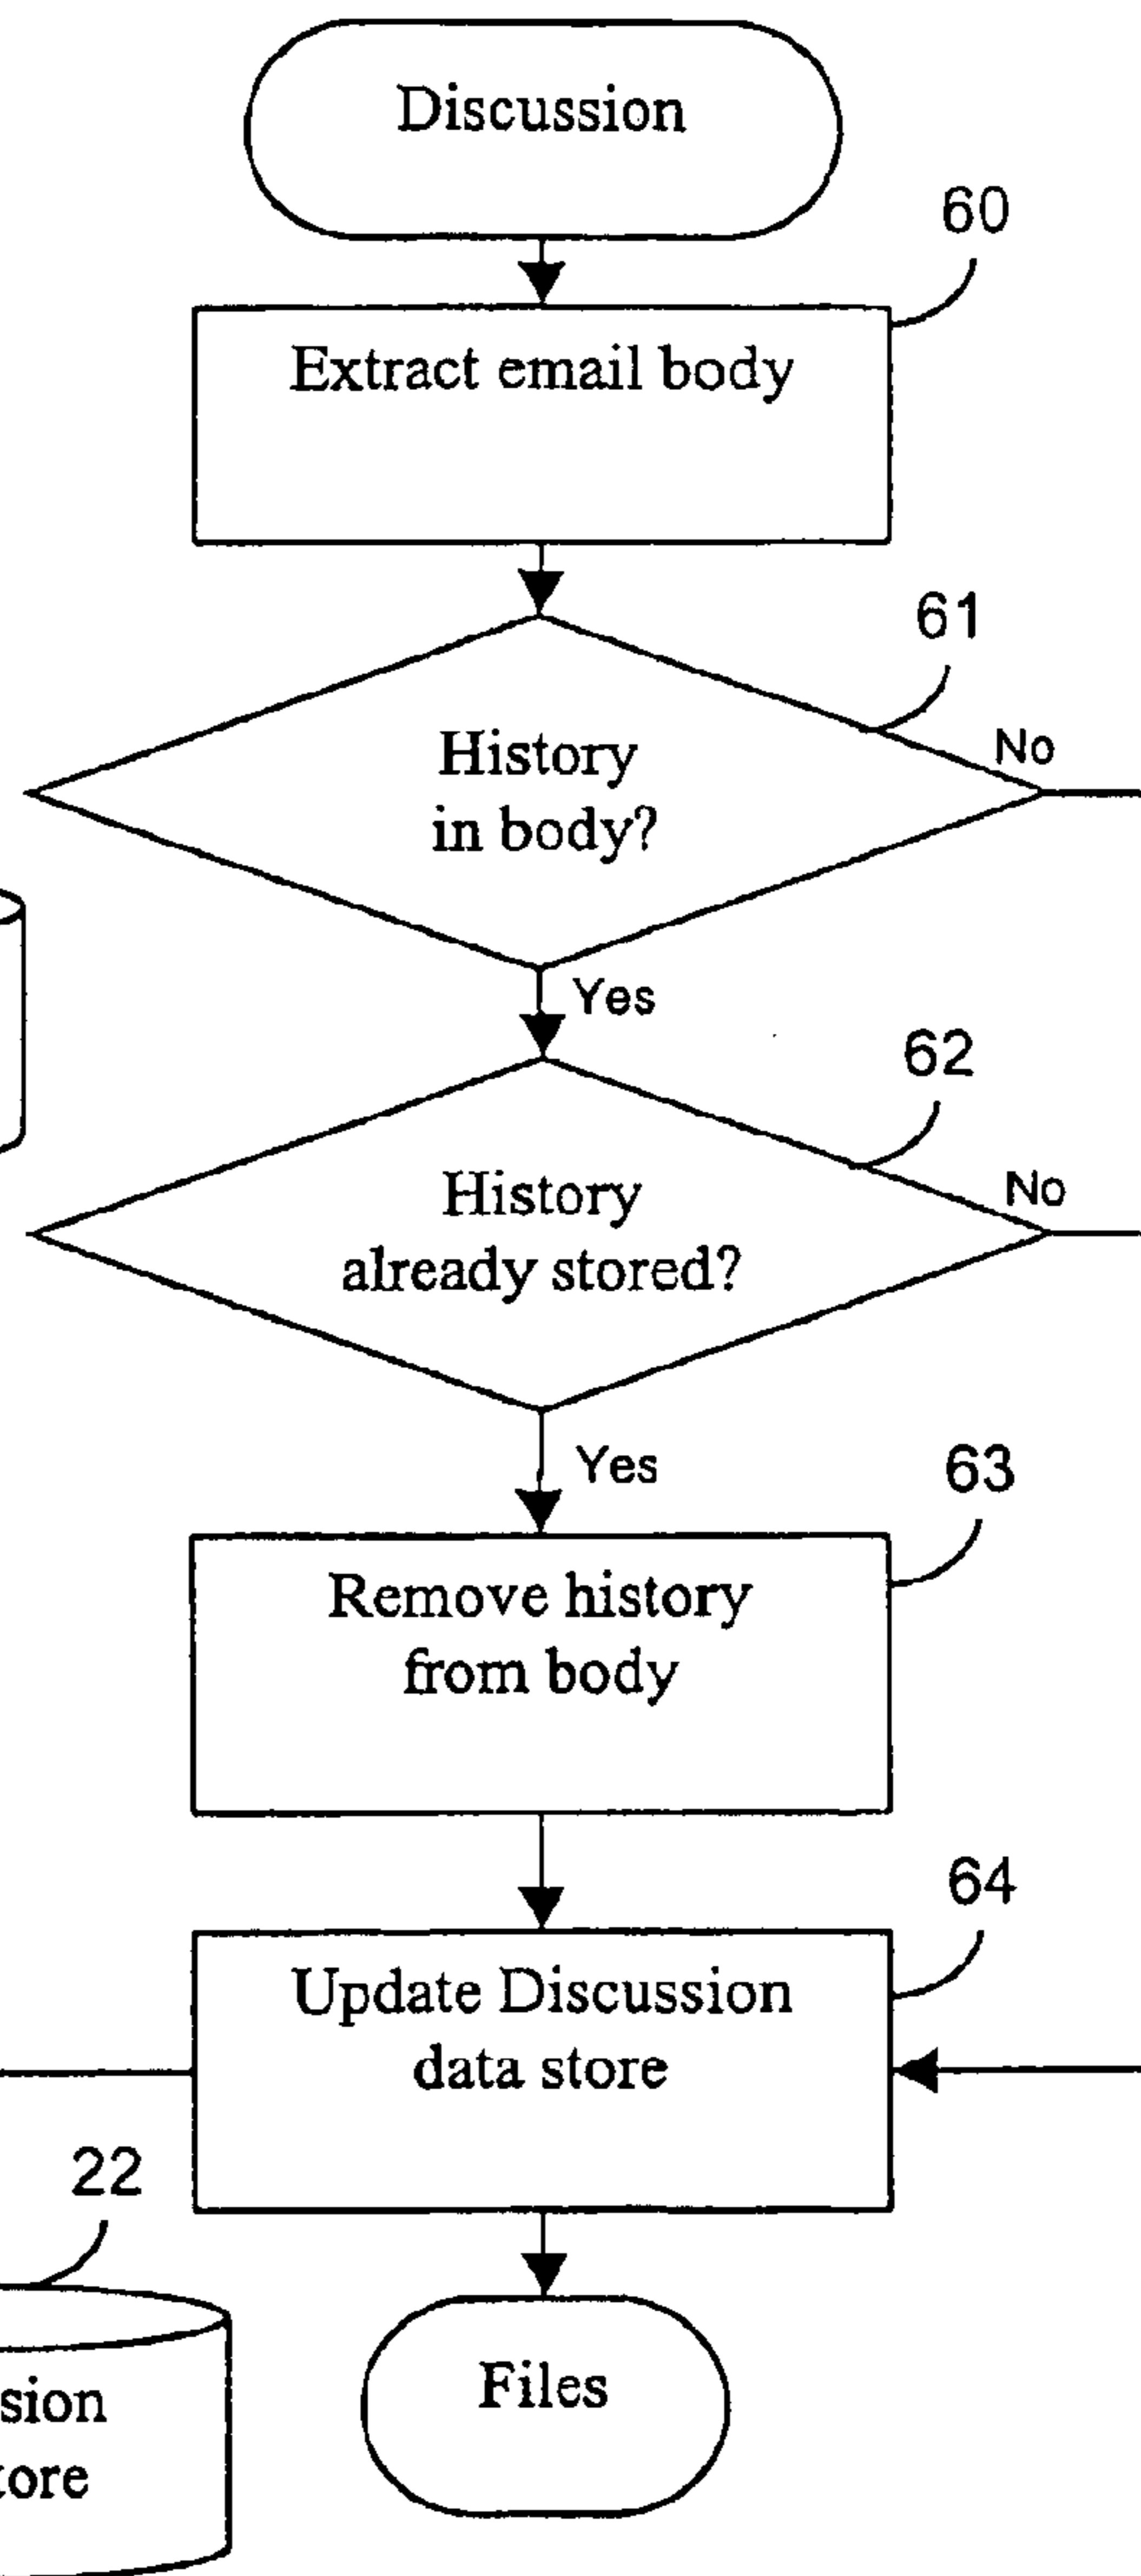 Discussion
60
Extract email body
61
History
in body?
No
Yes
62
History
already stored?
No
Yes
63
Remove history
from body
64
Update Discussion
data store
22
sion
tore
Files